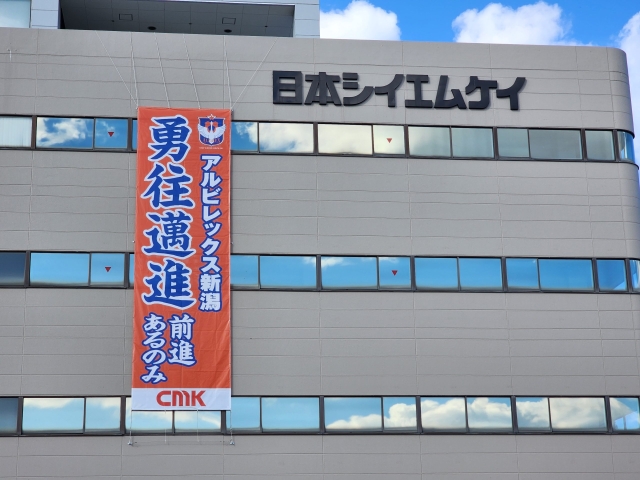 日本シイエムケイ
アルビレックス新潟
勇往邁進
前進
あるのみ
CMK